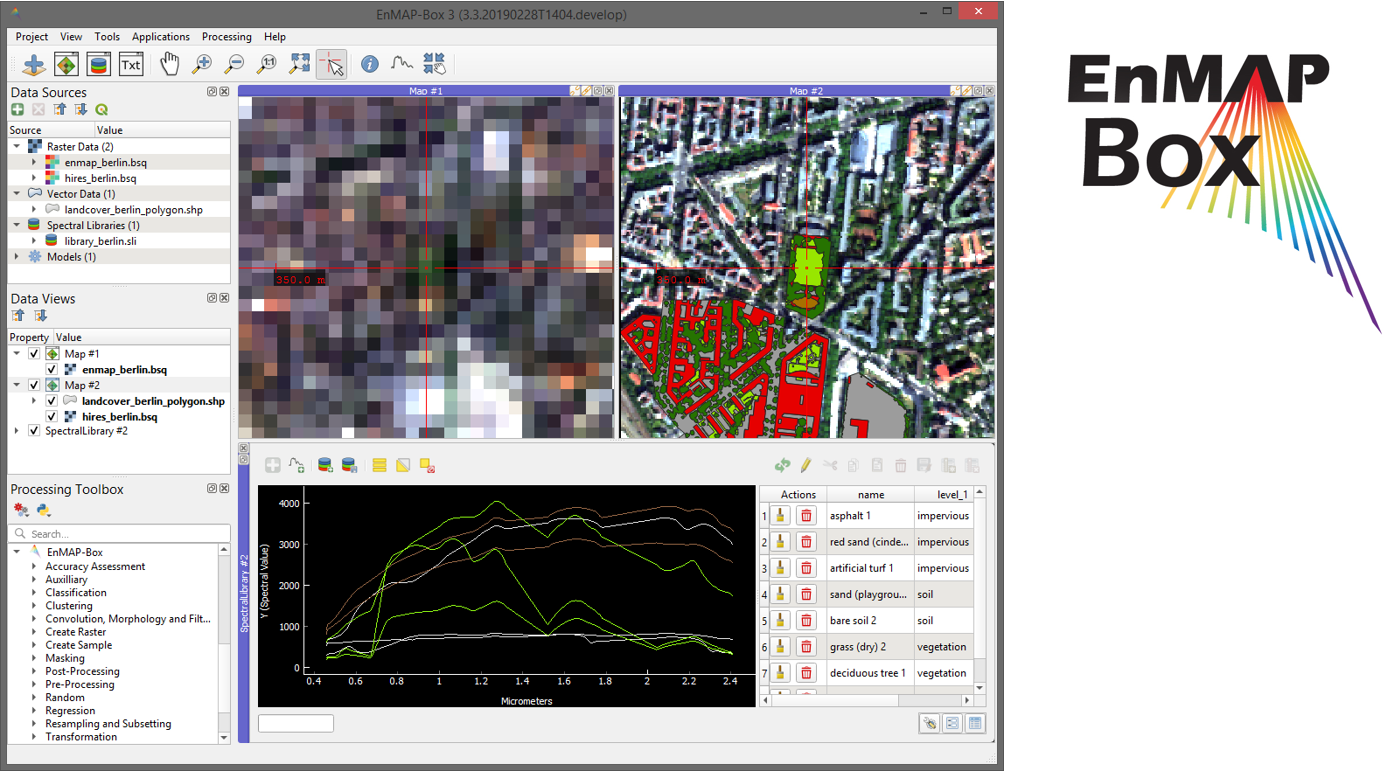 EnMAP-Box 3 (3.3.20190228T1404.develop)
Project View Tools Applications Processing Help
Txt
1:1
Data Sources
Source Value
Raster Data (2)
enmap_berlin.bsq
hires_berlin.bsq
Vector Data (1)
landcover_berlin_polygon.shp
Spectral Libraries (1)
library_berlin.sli
Models (1)
Data Views
Property Value
Map #1
enmap_berlin.bsq
Map #2
landcover_berlin_polygon.shp
hires_berlin.bsq
SpectralLibrary #2
Processing Toolbox
Search...
EnMAP-Box
Accuracy Assessment
Auxilliary
Classification
Clustering
Convolution, Morphology and Filt...
Create Raster
Create Sample
Masking
Post-Processing
Pre-Processing
Random
Regression
Resampling and Subsetting
Transformation
Map #1
350.0 m
Map #2
350.0 m
SpectralLibrary #2
Y (Spectral Value)
4000
3000
2000
1000
0
0.4 0.6 0.8 1 1.2 1.4 1.6 1.8 2 2.2 2.4
Micrometers
Actions name level_1
1 asphalt 1 impervious
2 red sand (cinde... impervious
3 artificial turf 1 impervious
4 sand (playgrou... soil
5 bare soil 2 soil
6 grass (dry) 2 vegetation
7 deciduous tree 1 vegetation
EnMAP
Box